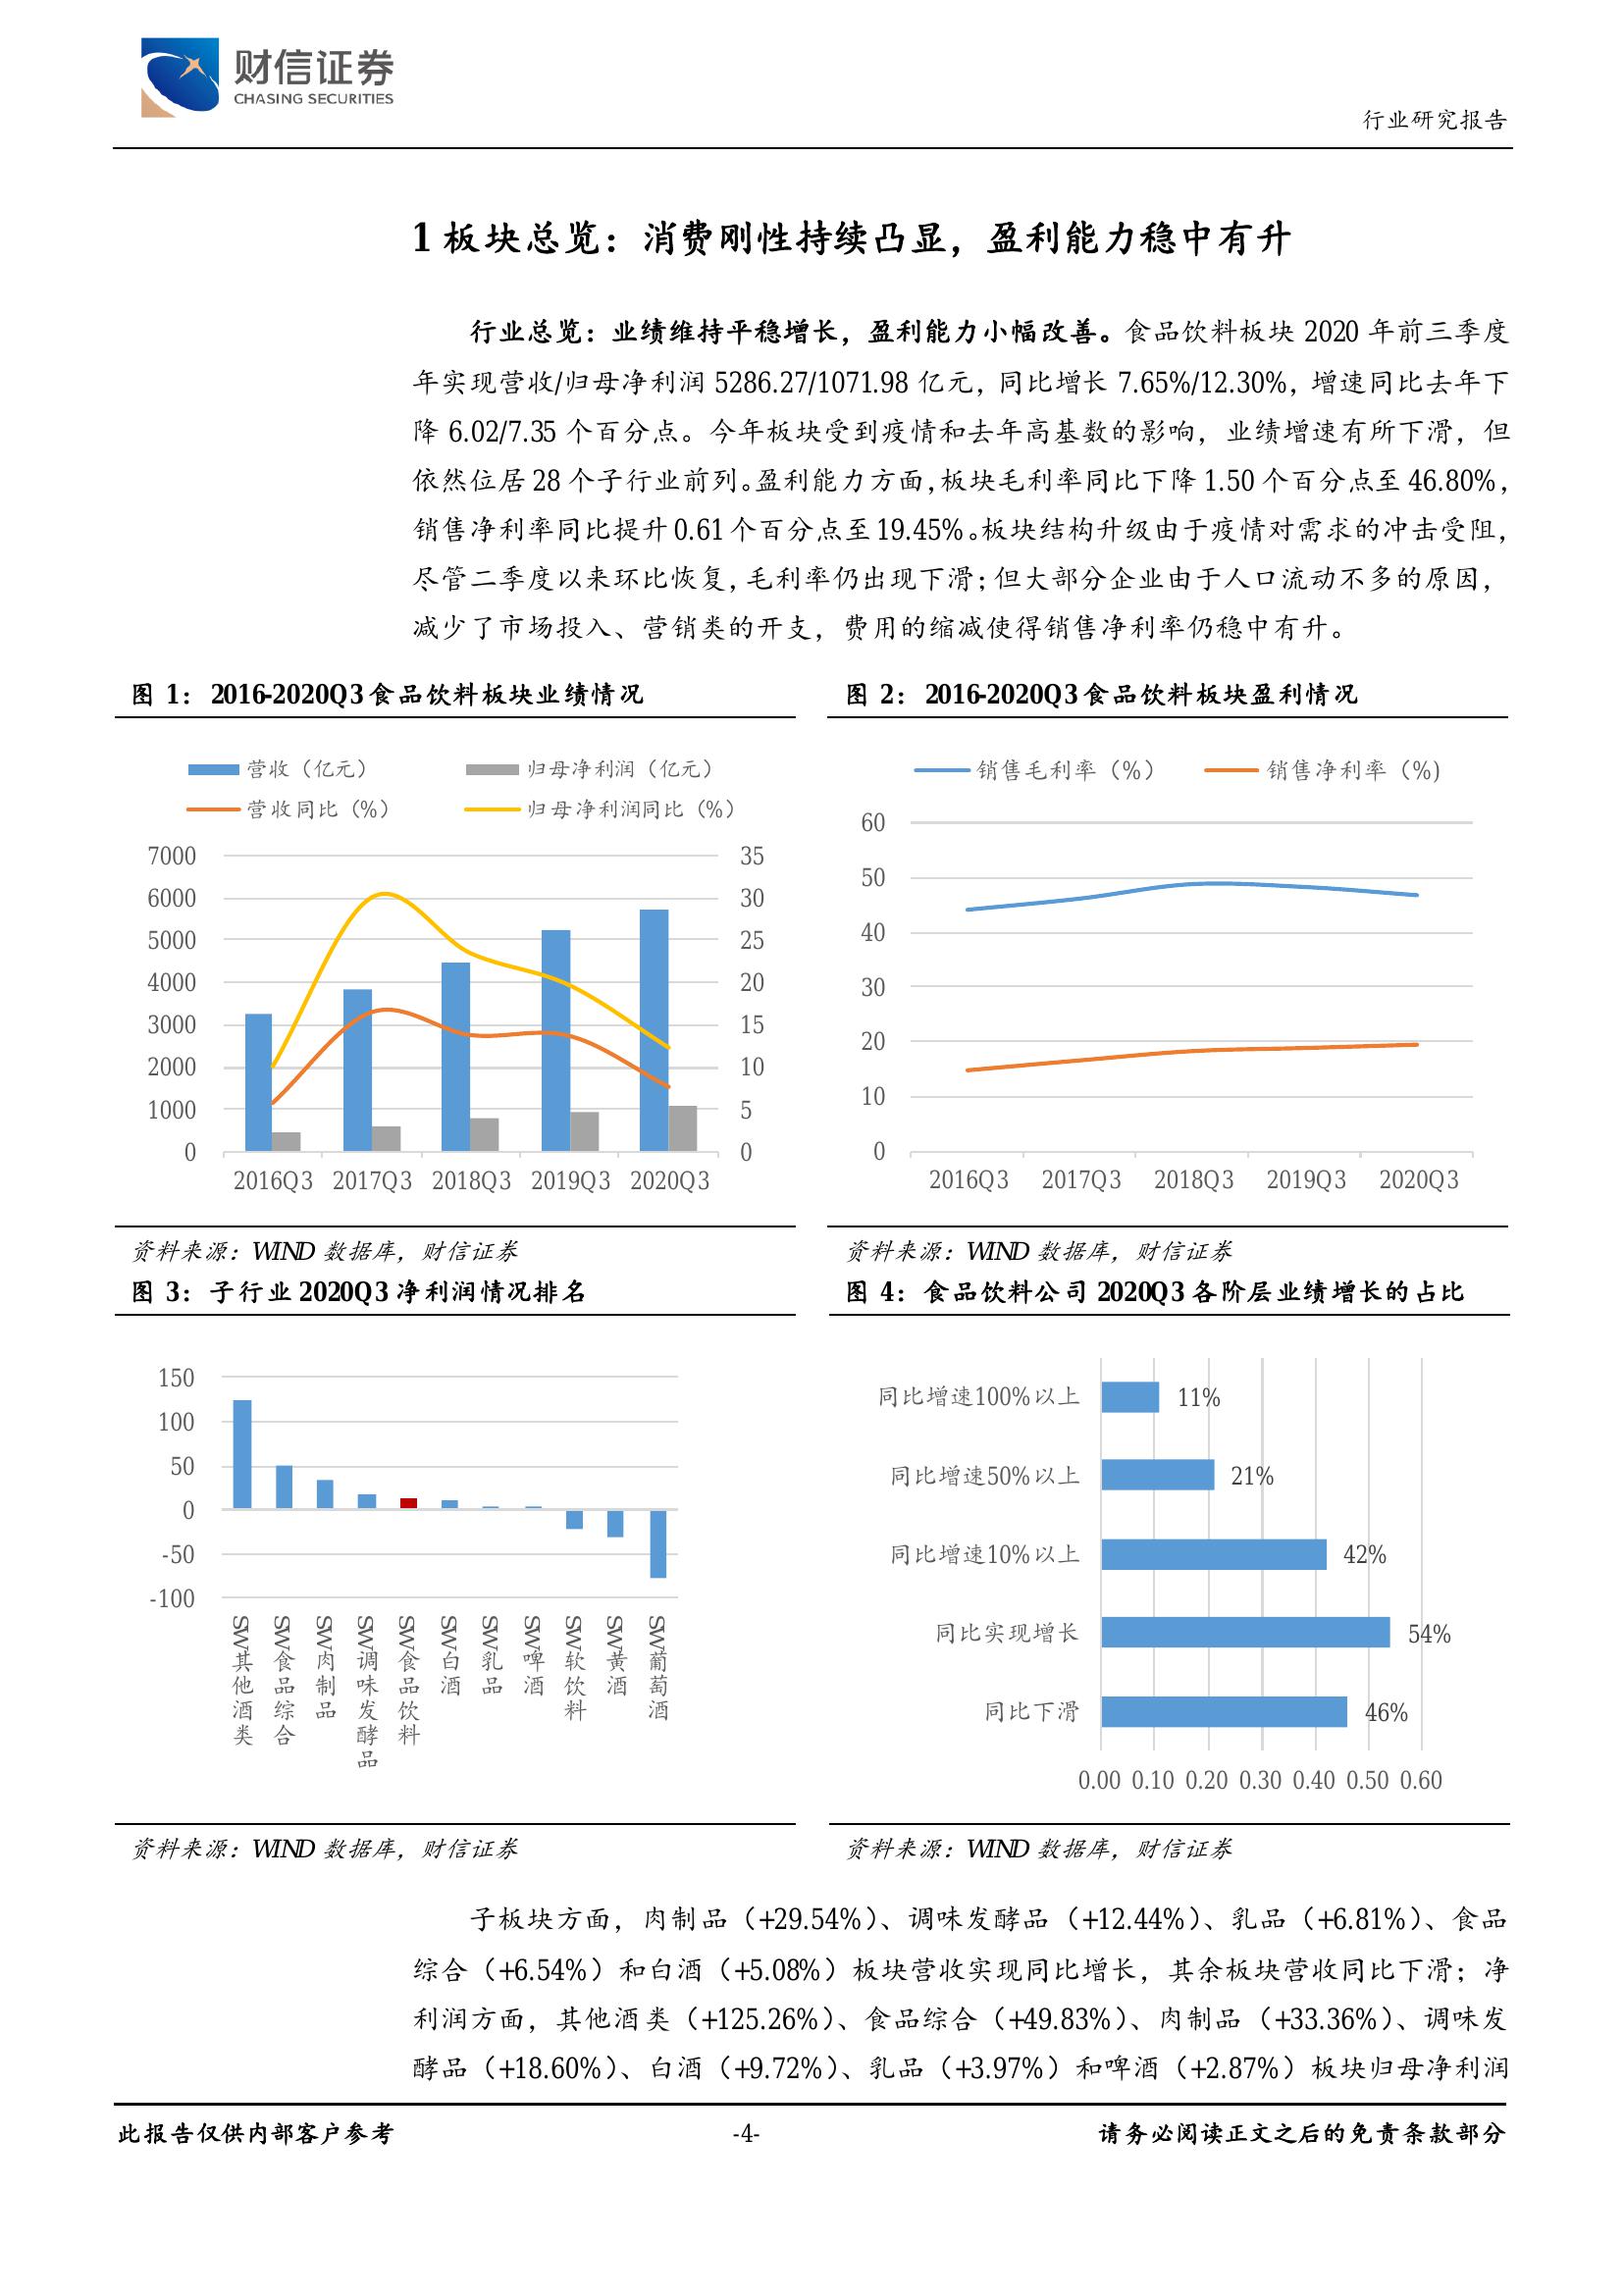 财信证券
CHASING SECURITIES
行业研究报告
1 板块总览：消费刚性持续凸显，盈利能力稳中有升
行业总览：业绩维持平稳增长，盈利能力小幅改善。食品饮料板块 2020 年前三季度
年实现营收/归母净利润 5286.27/1071.98 亿元，同比增长 7.65%/12.30%，增速同比去年下
降 6.02/7.35 个百分点。今年板块受到疫情和去年高基数的影响，业绩增速有所下滑，但
依然位居 28 个子行业前列。盈利能力方面，板块毛利率同比下降 1.50 个百分点至 46.80%，
销售净利率同比提升 0.61 个百分点至 19.45%。板块结构升级由于疫情对需求的冲击受阻，
尽管二季度以来环比恢复，毛利率仍出现下滑；但大部分企业由于人口流动不多的原因，
减少了市场投入、营销类的开支，费用的缩减使得销售净利率仍稳中有升。
图 1：2016-2020Q3 食品饮料板块业绩情况
营收（亿元） 归母净利润（亿元）
营收同比（%） 归母净利润同比（%）
7000 35
6000 30
5000 25
4000 20
3000 15
2000 10
1000 5
0 0
2016Q3 2017Q3 2018Q3 2019Q3 2020Q3
资料来源：WIND 数据库，财信证券
图 2：2016-2020Q3 食品饮料板块盈利情况
销售毛利率（%） 销售净利率（%）
60
50
40
30
20
10
0
2016Q3 2017Q3 2018Q3 2019Q3 2020Q3
资料来源：WIND 数据库，财信证券
图 3：子行业 2020Q3 净利润情况排名
150
100
50
0
-50
-100
SW其他酒类
SW食品综合
SW肉制品
SW调味发酵品
SW食品饮料
SW白酒
SW乳品
SW啤酒
SW软饮料
SW黄酒
SW葡萄酒
资料来源：WIND 数据库，财信证券
图 4：食品饮料公司 2020Q3 各阶层业绩增长的占比
同比增速100%以上 11%
同比增速50%以上 21%
同比增速10%以上 42%
同比实现增长 54%
同比下滑 46%
0.00 0.10 0.20 0.30 0.40 0.50 0.60
资料来源：WIND 数据库，财信证券
子板块方面，肉制品（+29.54%）、调味发酵品（+12.44%）、乳品（+6.81%）、食品
综合（+6.54%）和白酒（+5.08%）板块营收实现同比增长，其余板块营收同比下滑；净
利润方面，其他酒类（+125.26%）、食品综合（+49.83%）、肉制品（+33.36%）、调味发
酵品（+18.60%）、白酒（+9.72%）、乳品（+3.97%）和啤酒（+2.87%）板块归母净利润
此报告仅供内部客户参考 -4- 请务必阅读正文之后的免责条款部分